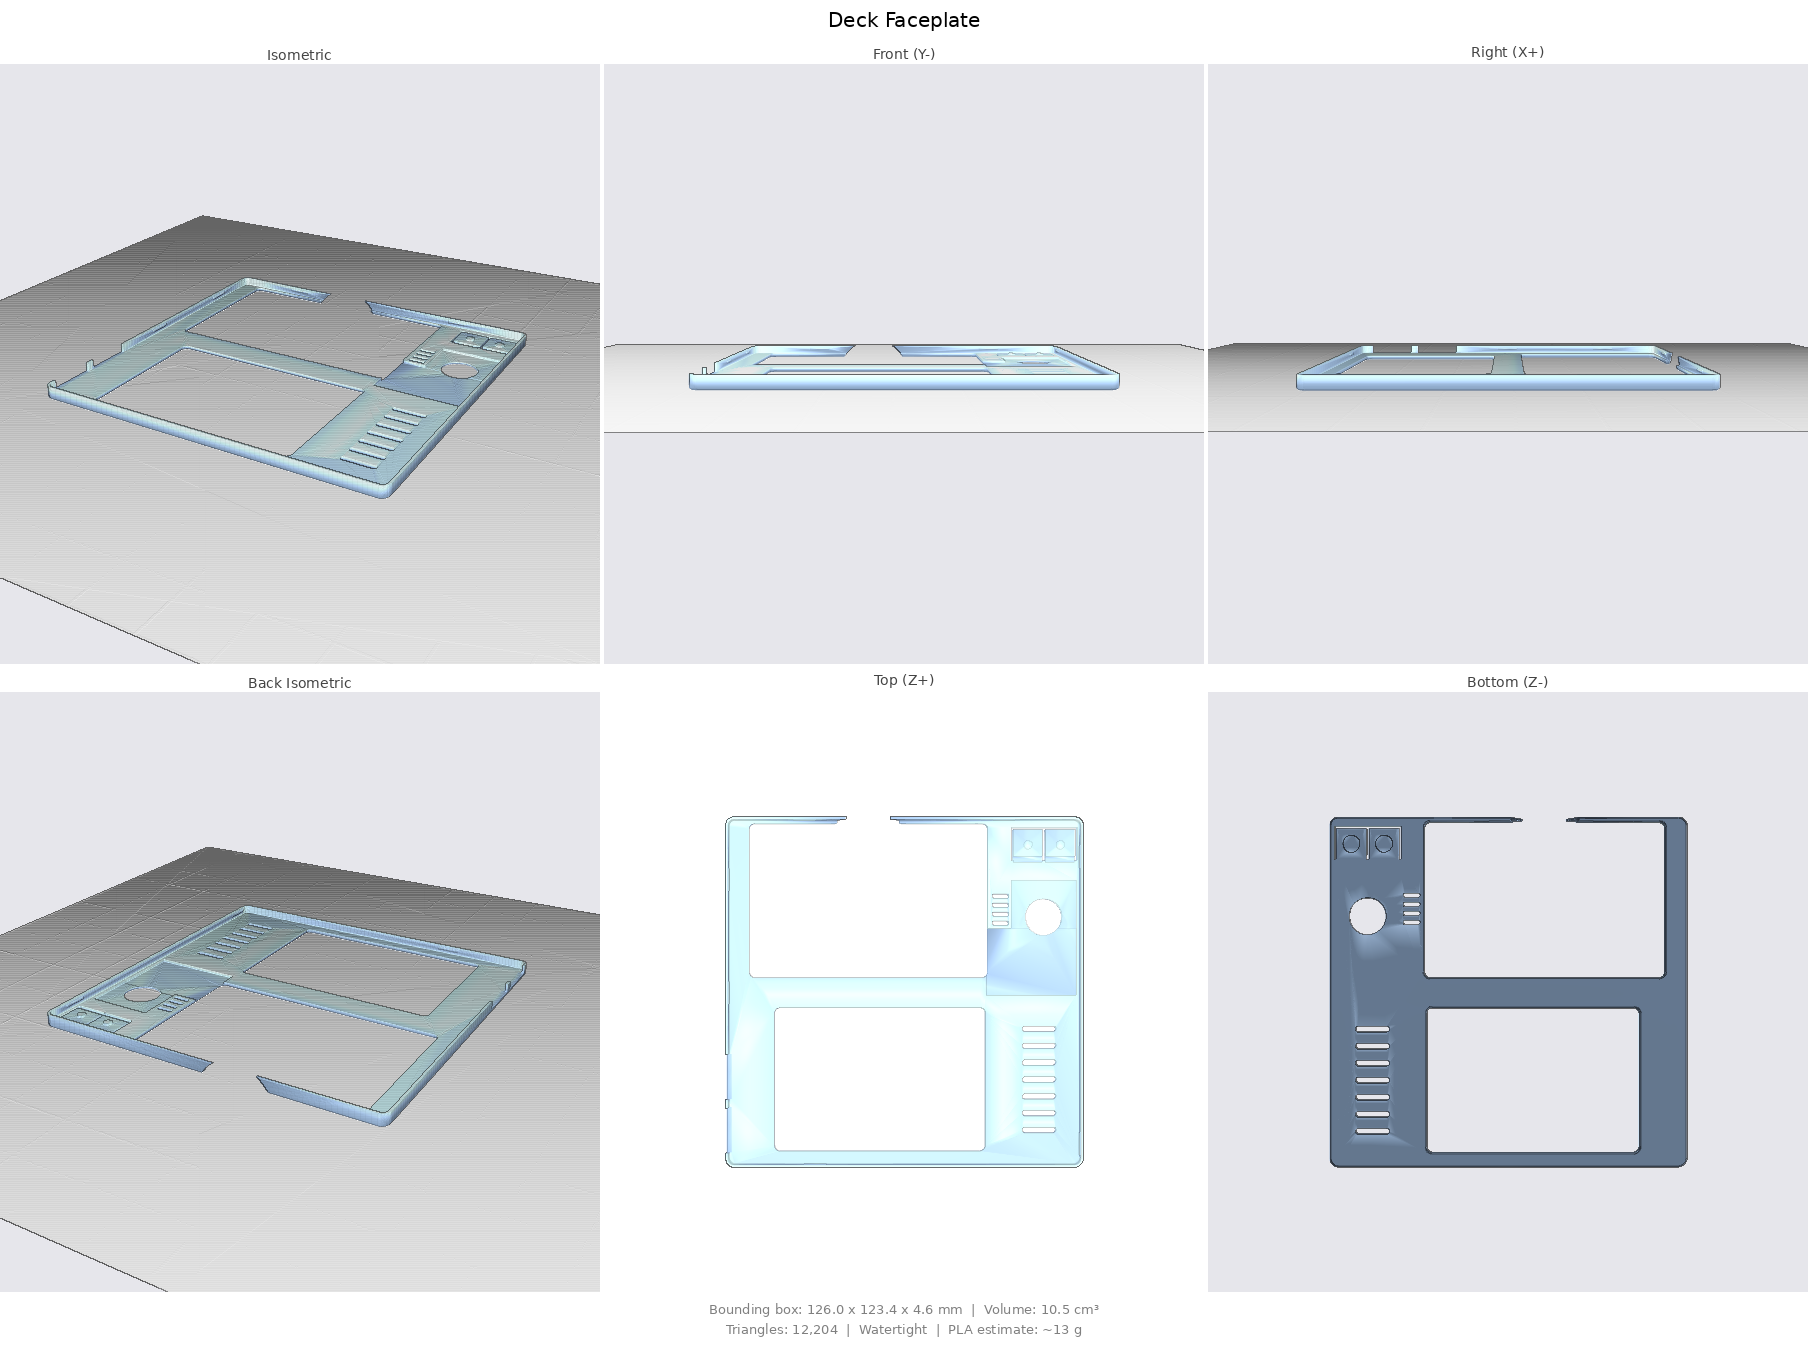 Deck Faceplate
Isometric
Front (Y-)
Right (X+)
Back Isometric
Top (Z+)
Bottom (Z-)
Bounding box: 126.0 x 123.4 x 4.6 mm | Volume: 10.5 cm³
Triangles: 12,204 | Watertight | PLA estimate: ~13 g